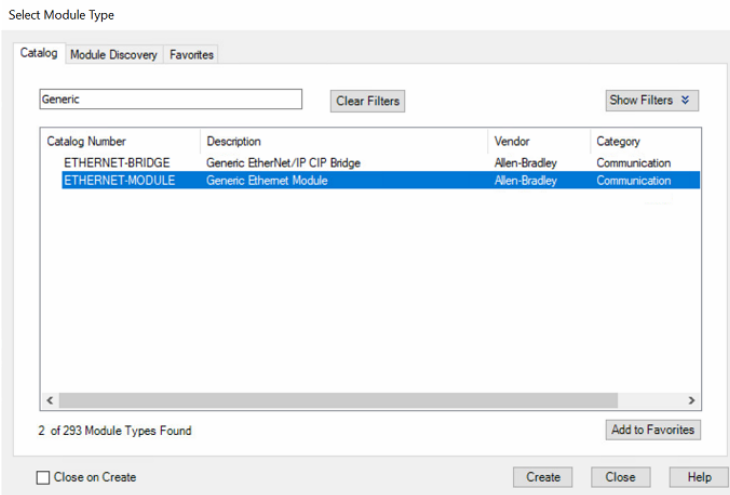 Select Module Type
Catalog Module Discovery Favorites
Generic Clear Filters Show Filters
Catalog Number Description Vendor Category
ETHERNET-BRIDGE Generic EtherNet/IP CIP Bridge Allen-Bradley Communication
ETHERNET-MODULE Generic Ethernet Module Allen-Bradley Communication
2 of 293 Module Types Found Add to Favorites
Close on Create Create Close Help